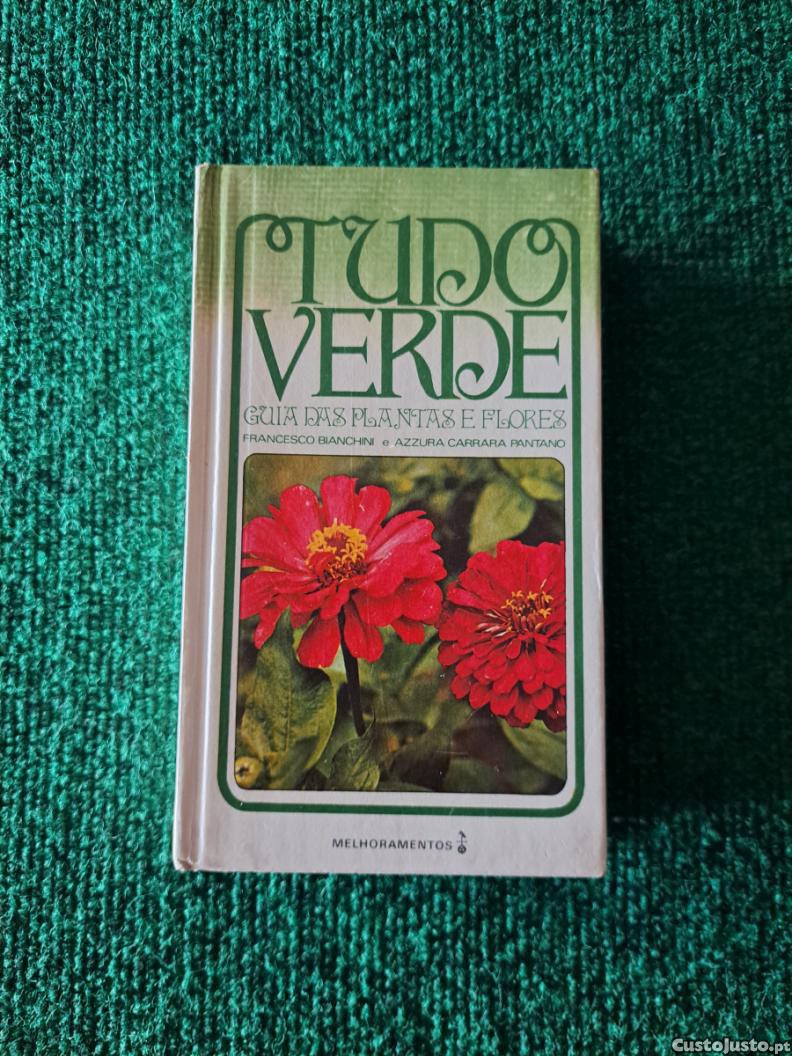 TUDO
VERDE
GUIA DAS PLANTAS E FLORES
FRANCESCO BIANCHINI e AZZURA CARRARA PANTANO
MELHORAMENTOS
CustoJusto.pt